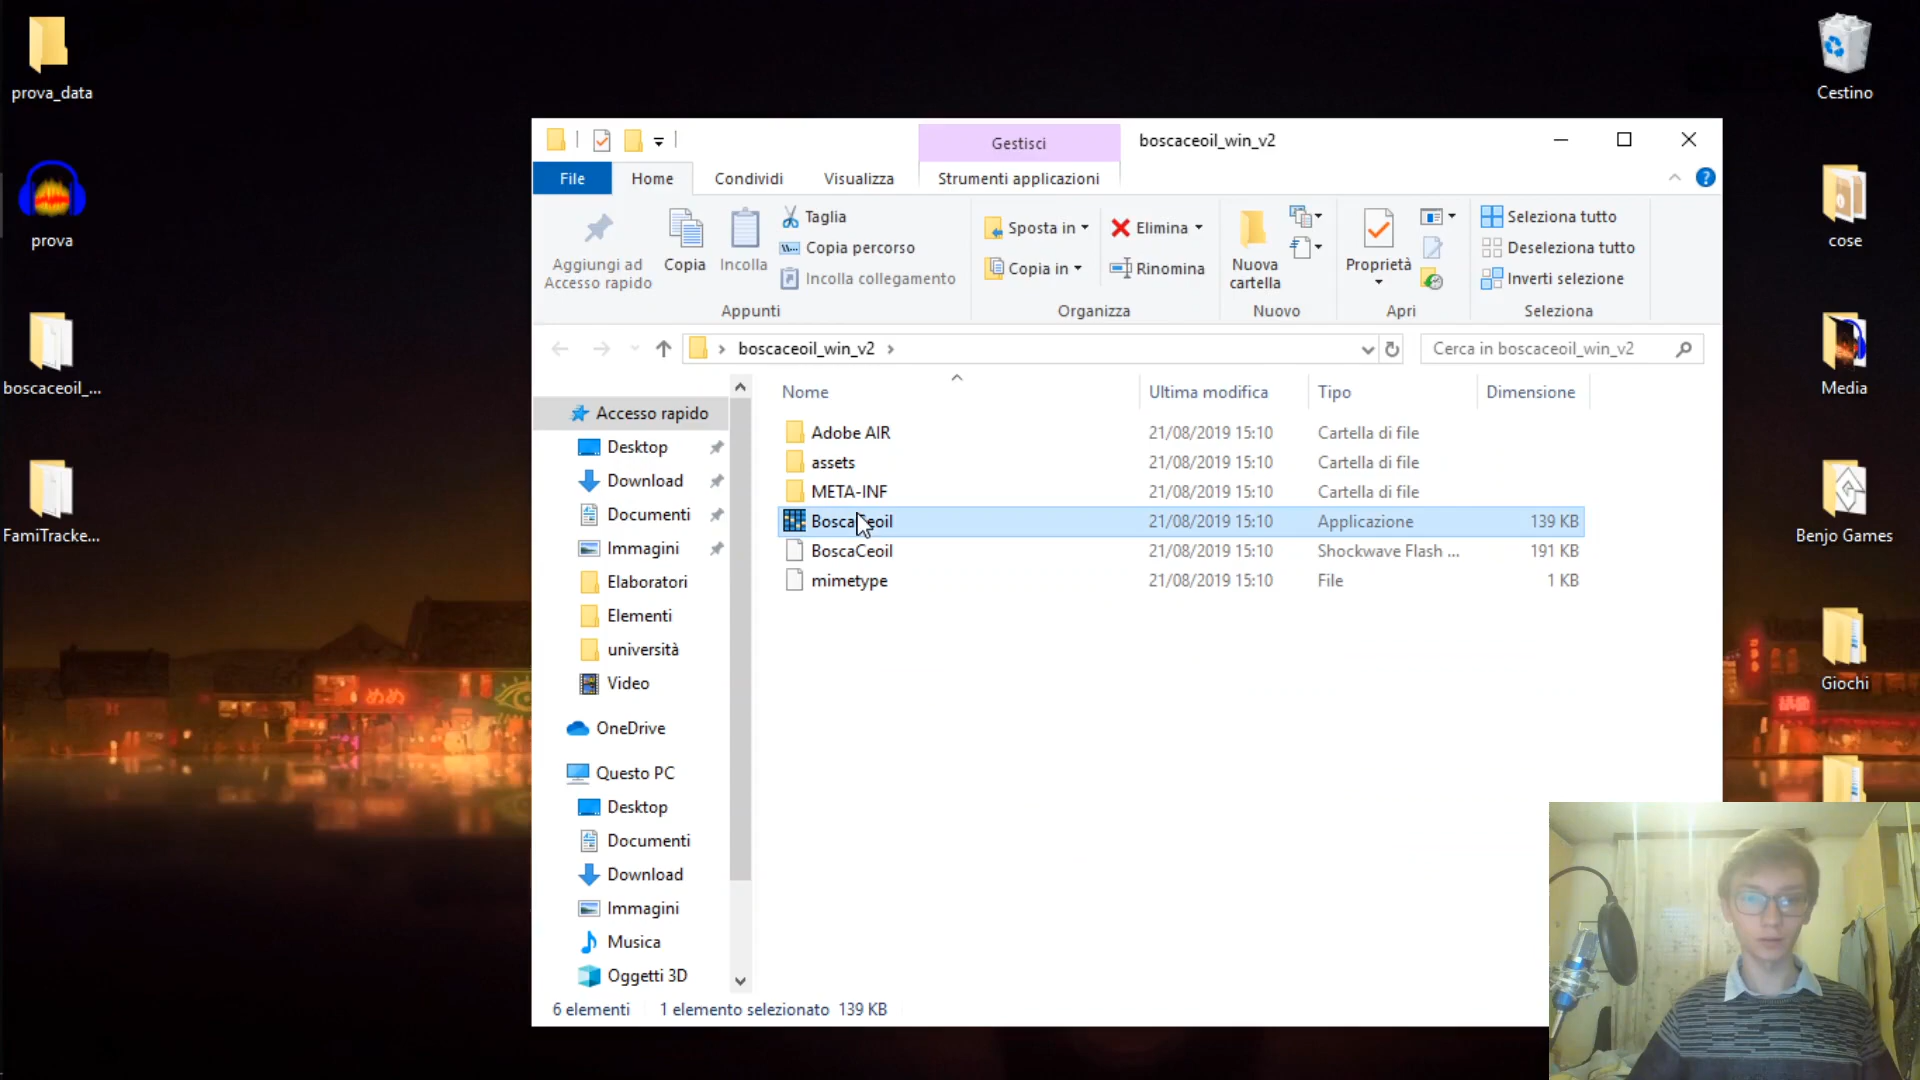 prova_data
prova
boscaceoil_...
FamiTracke...
Gestisci
boscaceoil_win_v2
File
Home
Condividi
Visualizza
Strumenti applicazioni
Aggiungi ad
Accesso rapido
Copia
Incolla
Taglia
Copia percorso
Incolla collegamento
Appunti
Sposta in
Copia in
Elimina
Rinomina
Organizza
Nuova
cartella
Nuovo
Proprietà
Apri
Seleziona tutto
Deseleziona tutto
Inverti selezione
Seleziona
boscaceoil_win_v2
Cerca in boscaceoil_win_v2
Accesso rapido
Desktop
Download
Documenti
Immagini
Elaboratori
Elementi
università
Video
OneDrive
Questo PC
Desktop
Documenti
Download
Immagini
Musica
Oggetti 3D
Nome Ultima modifica Tipo Dimensione
Adobe AIR 21/08/2019 15:10 Cartella di file
assets 21/08/2019 15:10 Cartella di file
META-INF 21/08/2019 15:10 Cartella di file
BoscaCeoil 21/08/2019 15:10 Applicazione 139 KB
BoscaCeoil 21/08/2019 15:10 Shockwave Flash ... 191 KB
mimetype 21/08/2019 15:10 File 1 KB
6 elementi 1 elemento selezionato 139 KB
Cestino
cose
Media
Benjo Games
Giochi